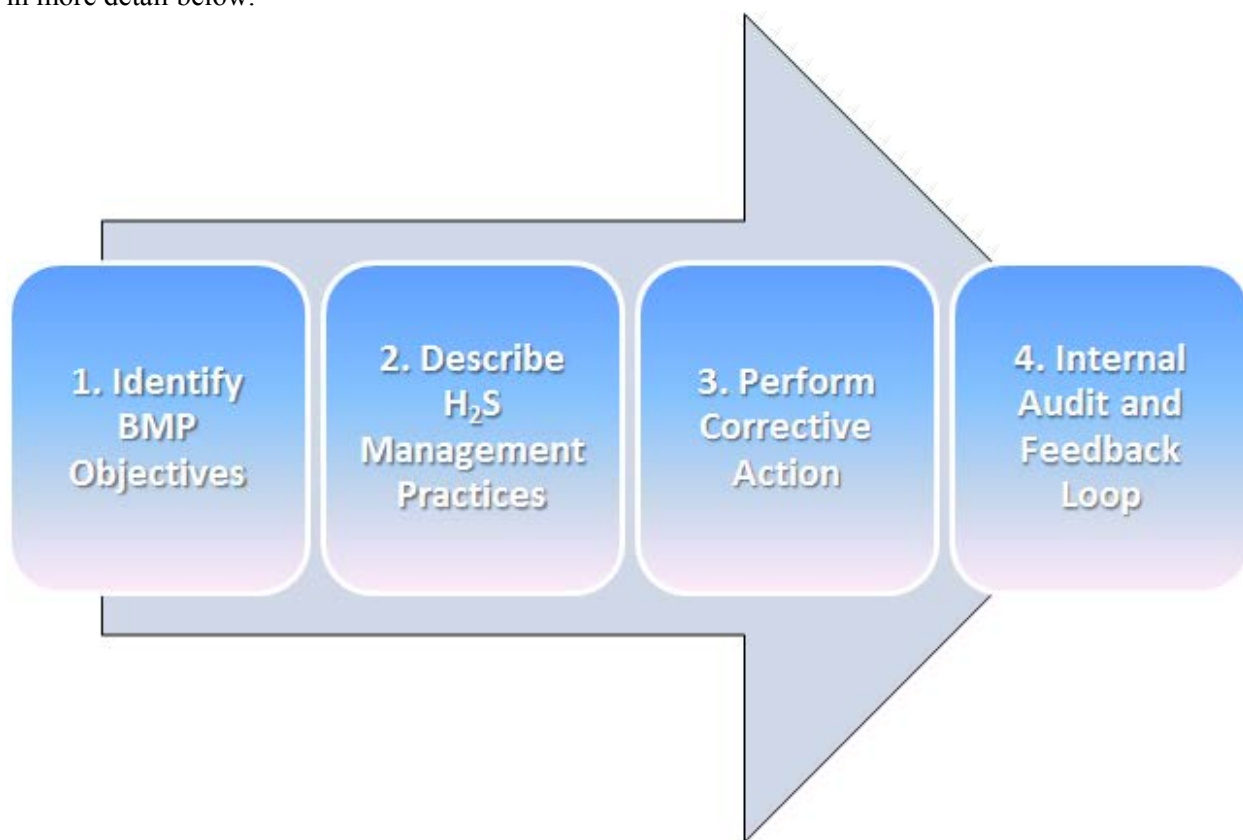 in more detail below.
1. Identify
BMP
Objectives
2. Describe
H₂S
Management
Practices
3. Perform
Corrective
Action
4. Internal
Audit and
Feedback
Loop